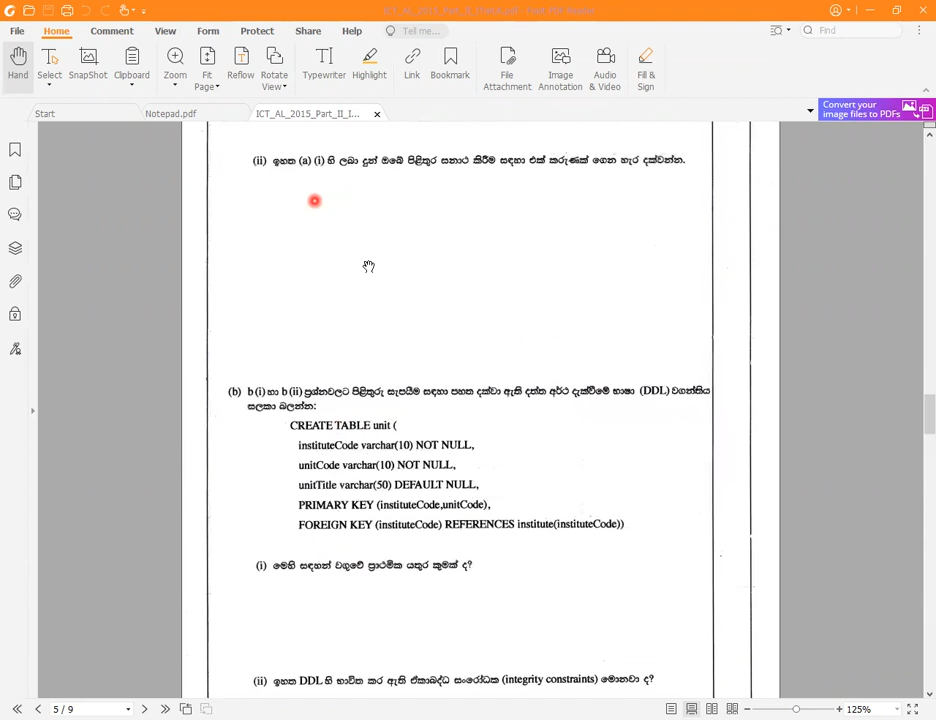 File Home Comment View Form Protect Share Help Tell me... Find
Hand Select SnapShot Clipboard Zoom Fit Page Reflow Rotate View Typewriter Highlight Link Bookmark File Attachment Image Annotation Audio & Video Fill & Sign
Start Notepad.pdf ICT_AL_2015_Part_II_I... Convert your image files to PDFs
(ii) ඉහත (a) (i) හි ලබා දුන් ඔබේ පිළිතුර සනාථ කිරීම සඳහා එක් කරුණක් ගෙන හැර දක්වන්න.
(b) b (i) හා b (ii) ප්‍රශ්නවලට පිළිතුරු සැපයීම සඳහා පහත දක්වා ඇති දත්ත අර්ථ දැක්වීමේ භාෂා (DDL) වගන්තිය
සලකා බලන්න:
CREATE TABLE unit (
instituteCode varchar(10) NOT NULL,
unitCode varchar(10) NOT NULL,
unitTitle varchar(50) DEFAULT NULL,
PRIMARY KEY (instituteCode,unitCode),
FOREIGN KEY (instituteCode) REFERENCES institute(instituteCode))
(i) මෙහි සඳහන් වගුවේ ප්‍රාථමික යතුර කුමක් ද?
(ii) ඉහත DDL හි භාවිත කර ඇති ඒකාබද්ධ සංරෝධක (integrity constraints) මොනවා ද?
5 / 9 125%